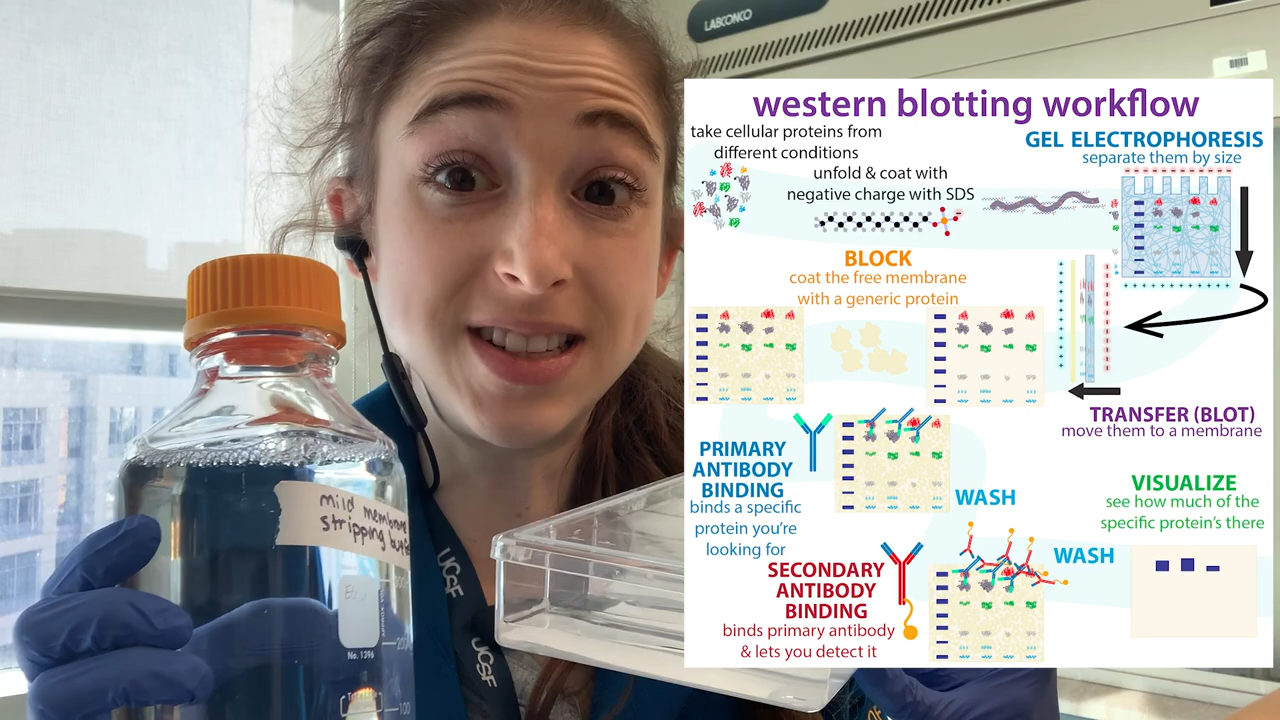 LABCONCO
western blotting workflow
take cellular proteins from
different conditions
unfold & coat with
negative charge with SDS
GEL ELECTROPHORESIS
separate them by size
BLOCK
coat the free membrane
with a generic protein
TRANSFER (BLOT)
move them to a membrane
PRIMARY
ANTIBODY
BINDING
binds a specific
protein you're
looking for
WASH
VISUALIZE
see how much of the
specific protein's there
SECONDARY
ANTIBODY
BINDING
binds primary antibody
& lets you detect it
WASH
mild membrane
stripping
No. 1396
100
UCSF
UCSF